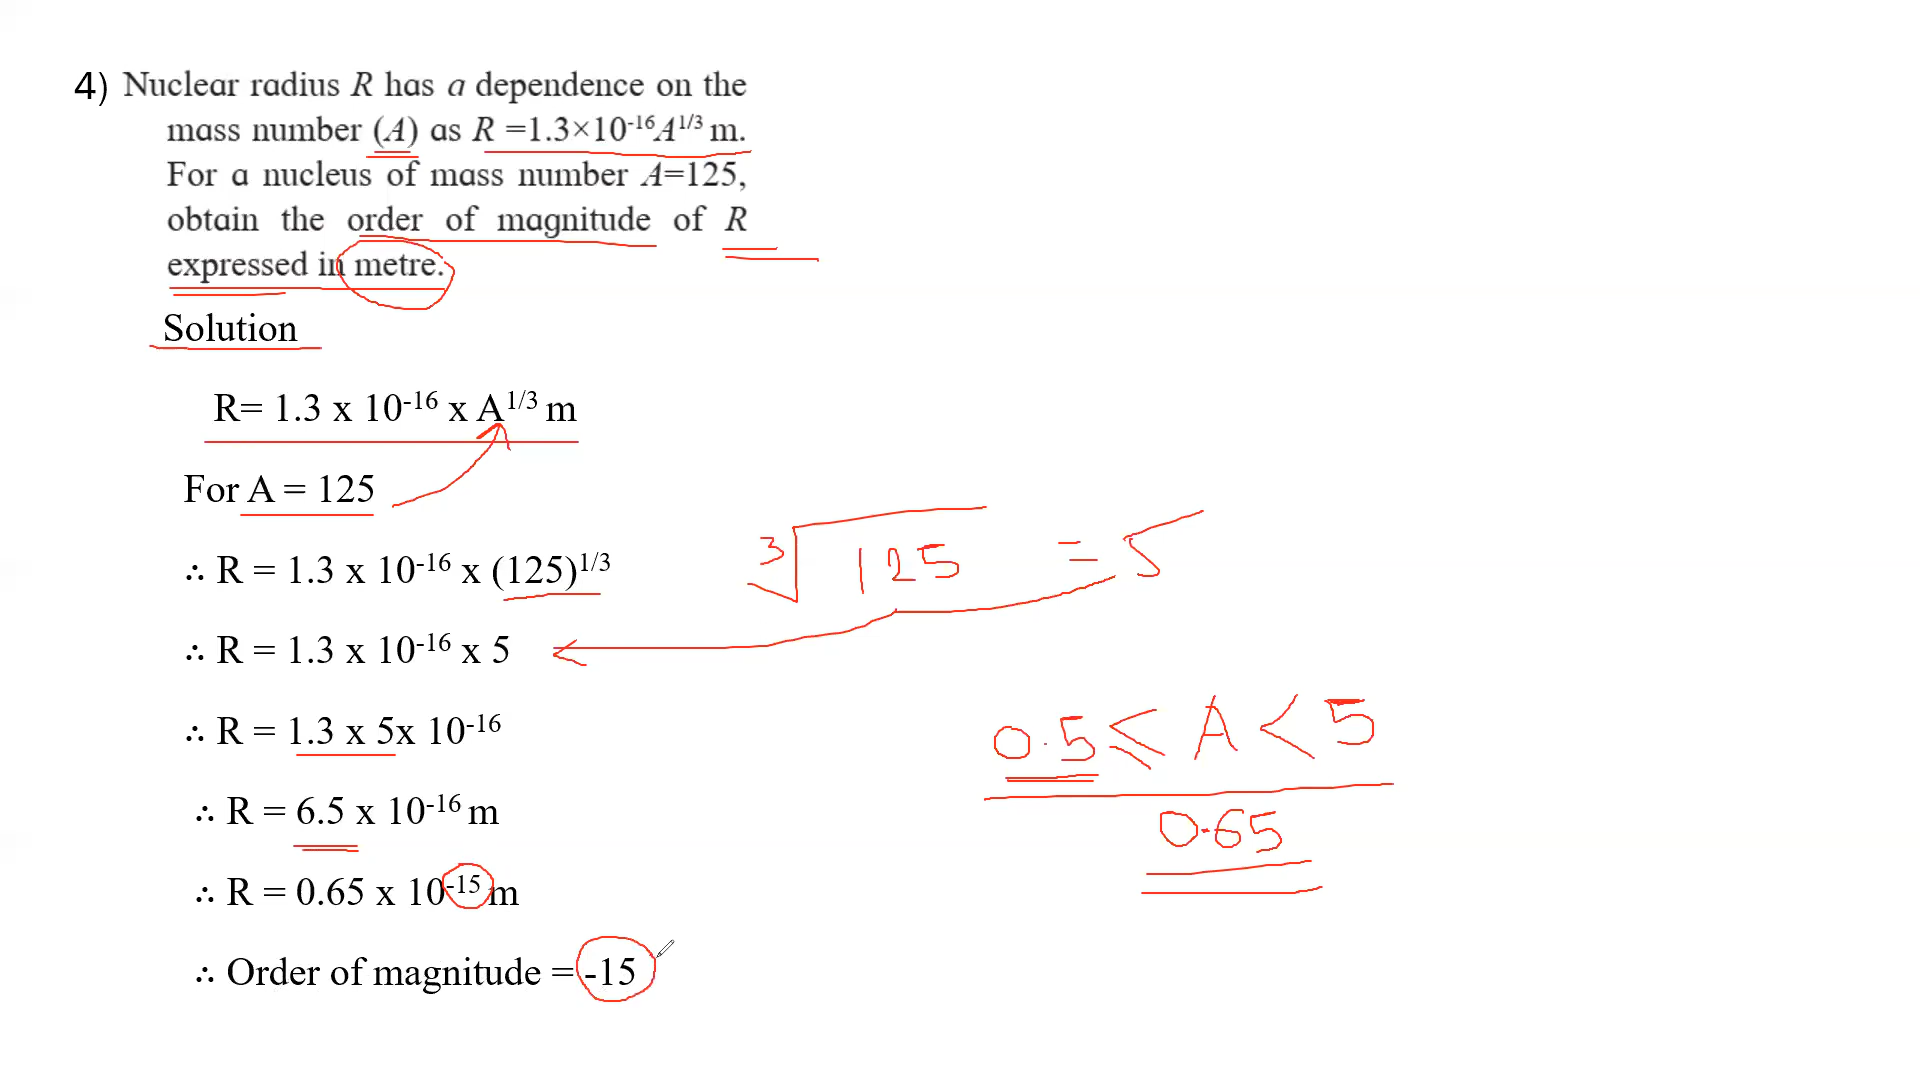 4) Nuclear radius R has a dependence on the
mass number (A) as R =1.3×10⁻¹⁶A¹ᐟ³ m.
For a nucleus of mass number A=125,
obtain the order of magnitude of R
expressed in metre.
Solution
R= 1.3 x 10⁻¹⁶ x A¹ᐟ³ m
For A = 125
∴ R = 1.3 x 10⁻¹⁶ x (125)¹ᐟ³
∛125 = 5
∴ R = 1.3 x 10⁻¹⁶ x 5
∴ R = 1.3 x 5x 10⁻¹⁶
0.5 ≤ A < 5
∴ R = 6.5 x 10⁻¹⁶ m
0.65
∴ R = 0.65 x 10⁻¹⁵ m
∴ Order of magnitude = -15